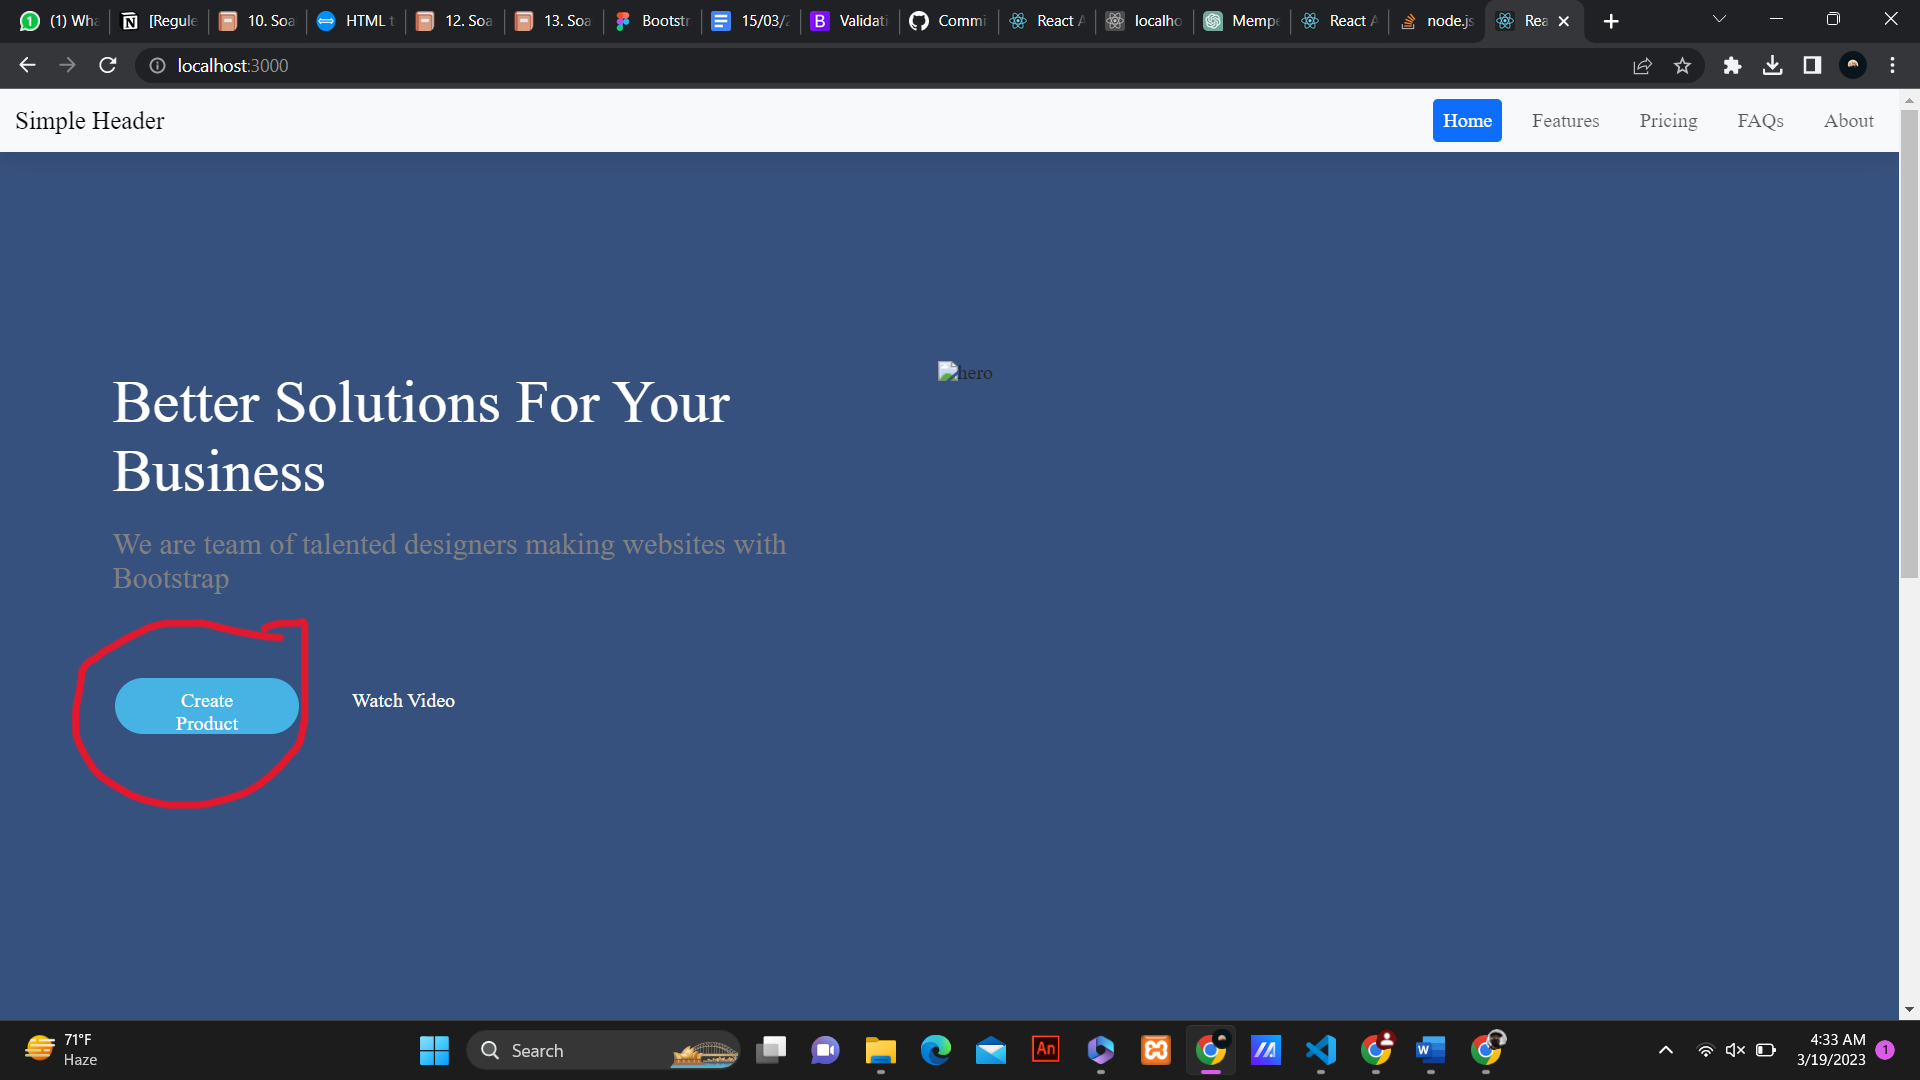 (1) Wha
[Regule
10. Soa
HTML t
12. Soa
13. Soa
Bootstr
15/03/2
Validati
Commi
React A
localho
Mempe
React A
node.js
Rea
localhost:3000
Simple Header
Home
Features
Pricing
FAQs
About
Better Solutions For Your
Business
hero
We are team of talented designers making websites with
Bootstrap
Create
Product
Watch Video
71°F
Haze
Search
An
4:33 AM
3/19/2023
1